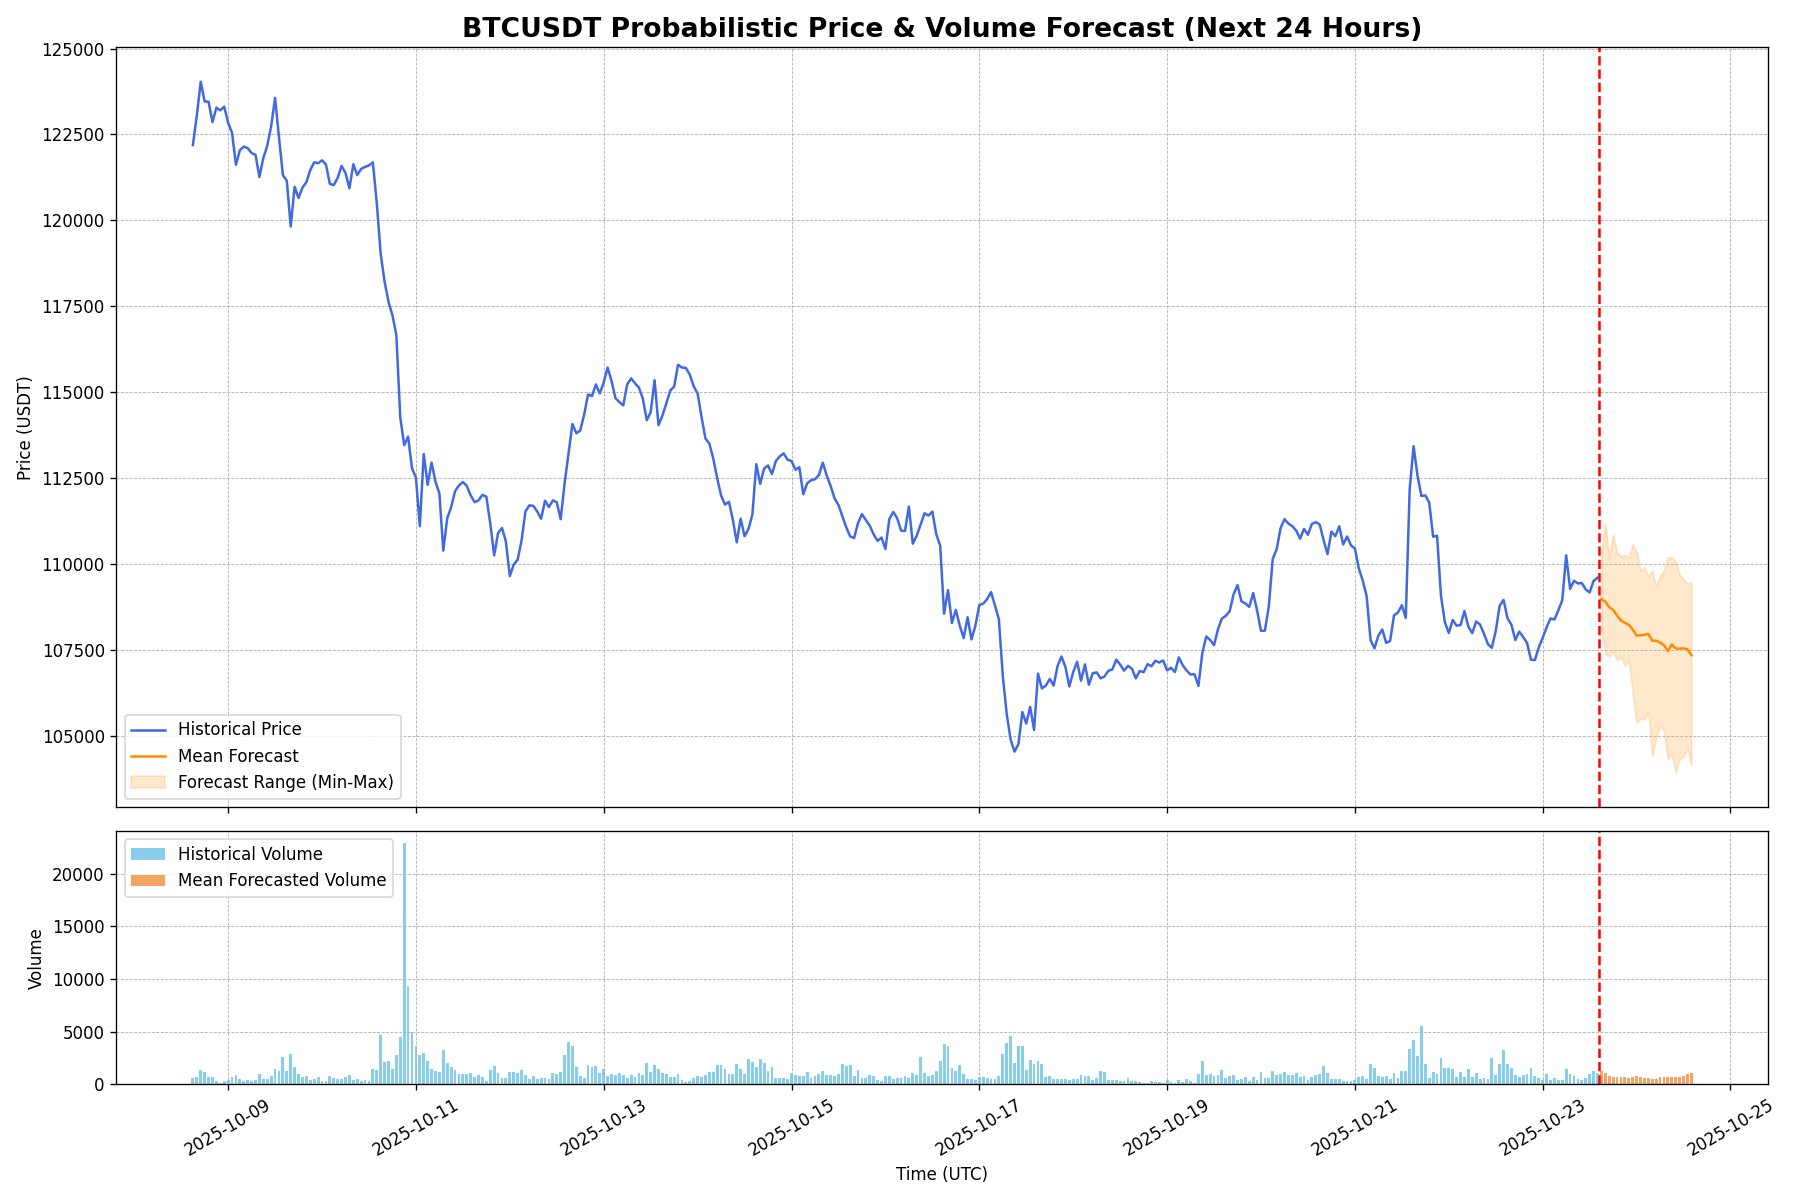 BTCUSDT Probabilistic Price & Volume Forecast (Next 24 Hours)
125000
122500
120000
117500
115000
112500
110000
107500
105000
Price (USDT)
Historical Price
Mean Forecast
Forecast Range (Min-Max)
20000
15000
10000
5000
0
Volume
Historical Volume
Mean Forecasted Volume
2025-10-09
2025-10-11
2025-10-13
2025-10-15
2025-10-17
2025-10-19
2025-10-21
2025-10-23
2025-10-25
Time (UTC)